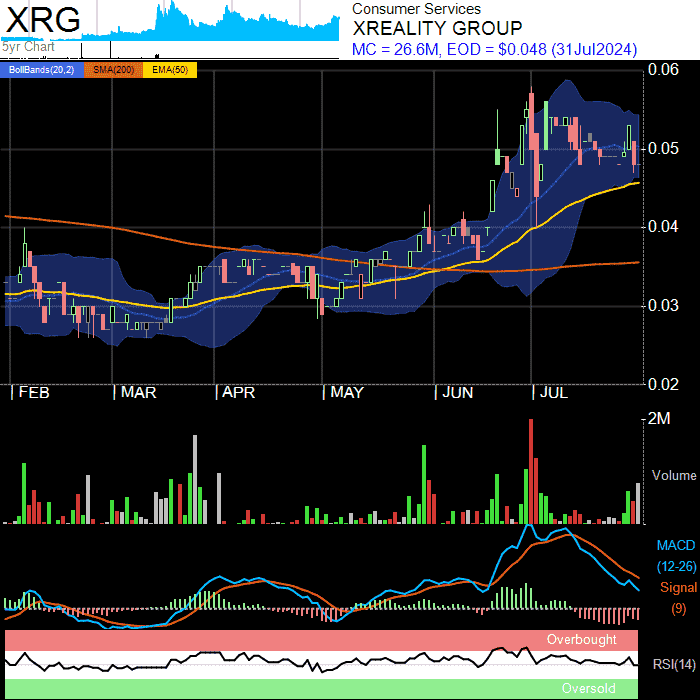 XRG
Consumer Services
XREALITY GROUP
MC = 26.6M, EOD = $0.048 (31Jul2024)
5yr Chart
BollBands(20,2) SMA(200) EMA(50)
0.06
0.05
0.04
0.03
0.02
FEB MAR APR MAY JUN JUL
2M
Volume
MACD
(12-26)
Signal
(9)
Overbought
RSI(14)
Oversold